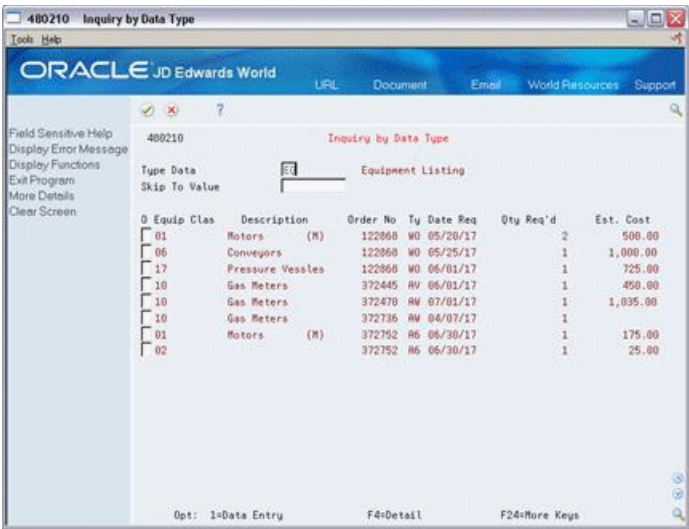 480210 Inquiry by Data Type
Tools Help
ORACLE JD Edwards World
URL Document Email World Resources Support
?
Field Sensitive Help
Display Error Message
Display Functions
Exit Program
More Details
Clear Screen
480210 Inquiry by Data Type
Type Data EQ Equipment Listing
Skip To Value
O Equip Clas Description Order No Ty Date Req Qty Req'd Est. Cost
01 Motors (M) 122868 WO 05/20/17 2 500.00
06 Conveyors 122868 WO 05/25/17 1 1,000.00
17 Pressure Vessles 122868 WO 06/01/17 1 725.00
10 Gas Meters 372445 AV 06/01/17 1 450.00
10 Gas Meters 372470 AW 07/01/17 1 1,035.00
10 Gas Meters 372736 AW 04/07/17 1
01 Motors (M) 372752 A6 06/30/17 1 175.00
02 372752 A6 06/30/17 1 25.00
Opt: 1=Data Entry F4=Detail F24=More Keys